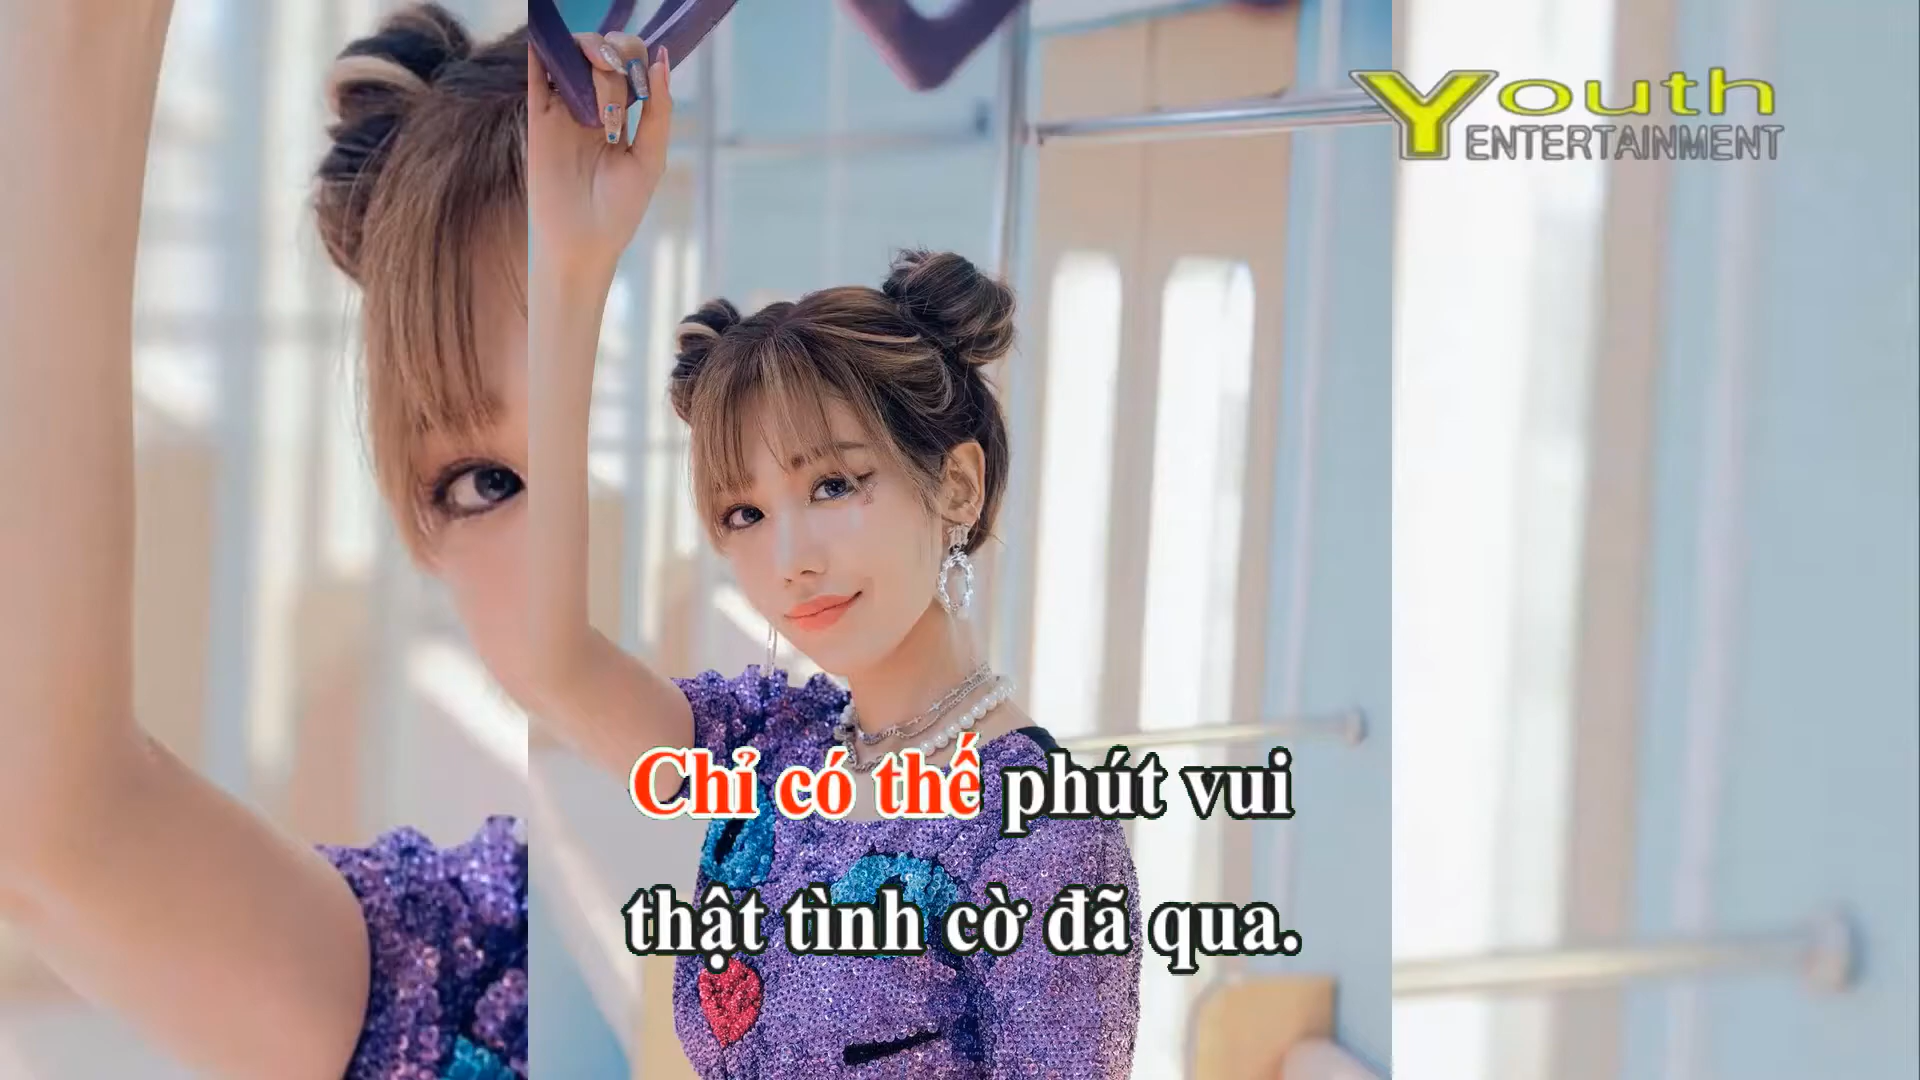 Youth
ENTERTAINMENT
Chỉ có thế phút vui
thật tình cờ đã qua.